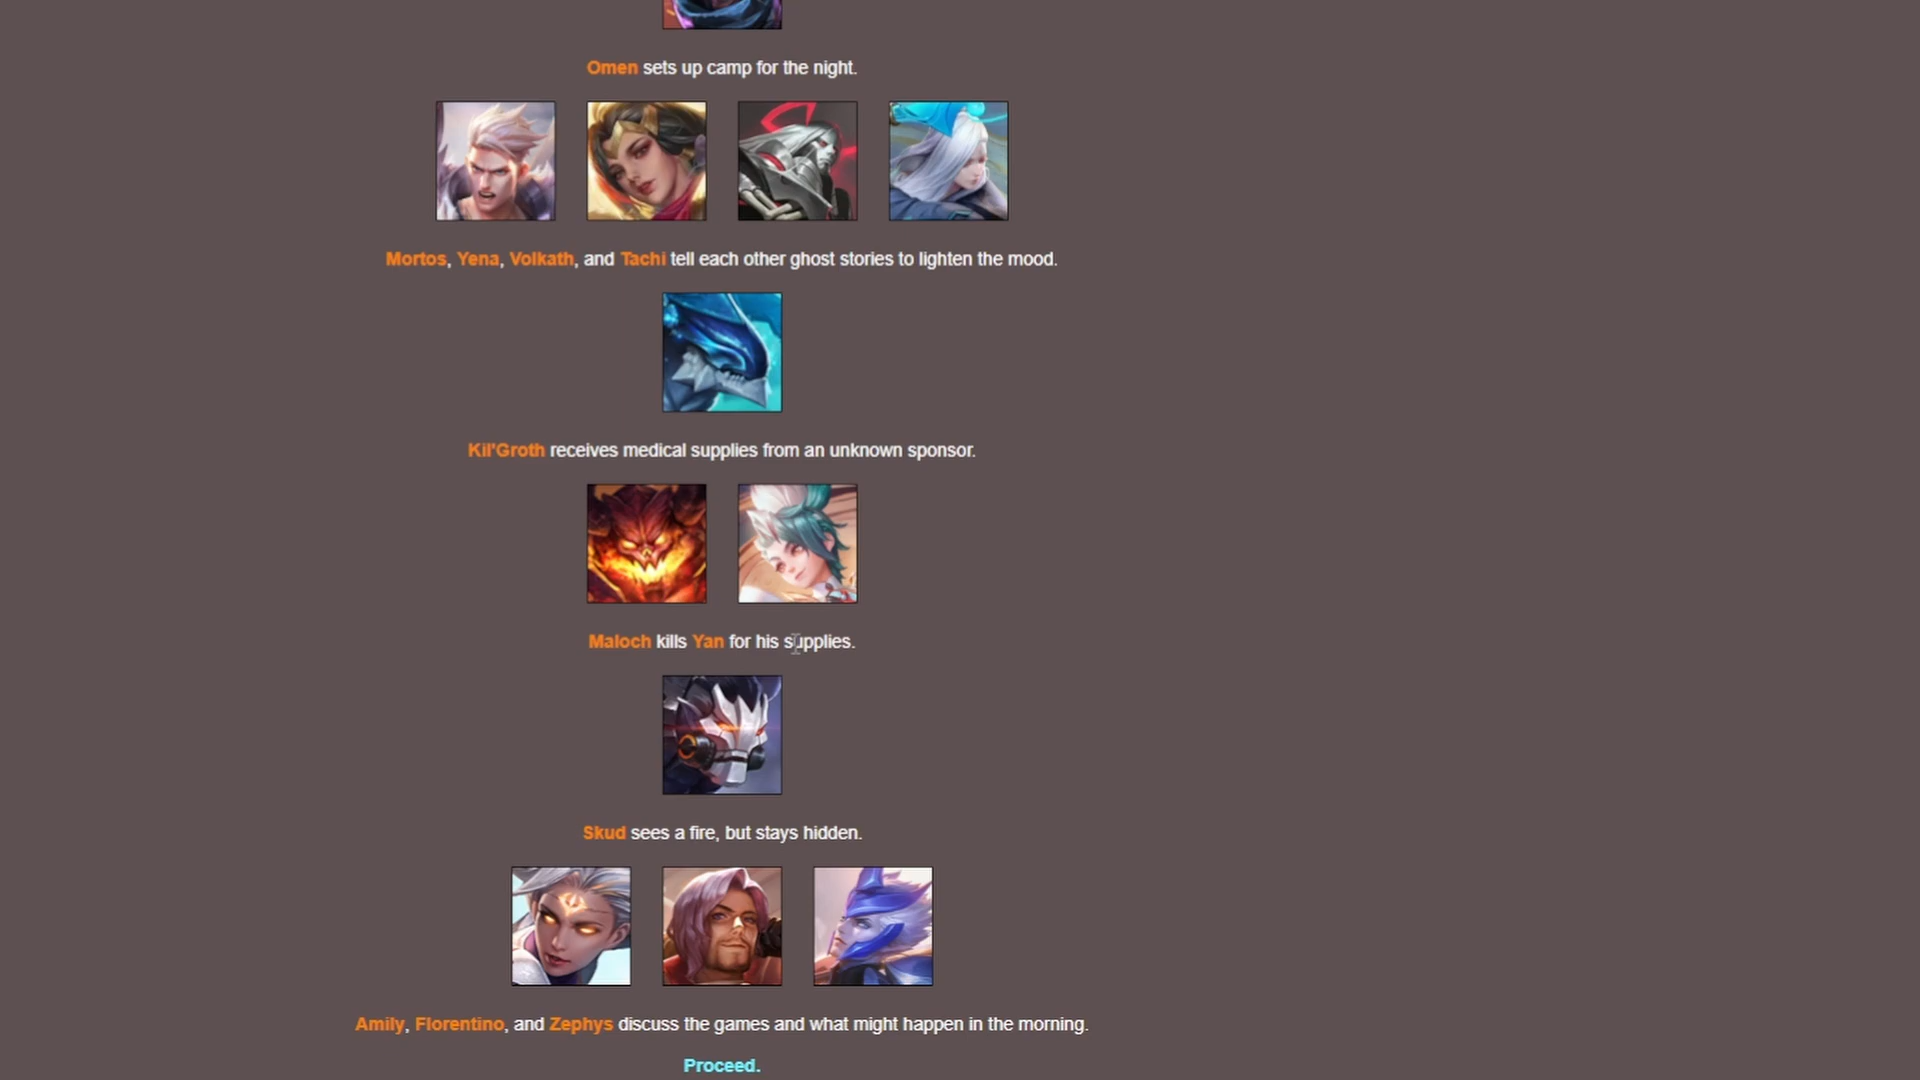 Omen sets up camp for the night.
Mortos, Yena, Volkath, and Tachi tell each other ghost stories to lighten the mood.
Kil'Groth receives medical supplies from an unknown sponsor.
Maloch kills Yan for his supplies.
Skud sees a fire, but stays hidden.
Amily, Florentino, and Zephys discuss the games and what might happen in the morning.
Proceed.